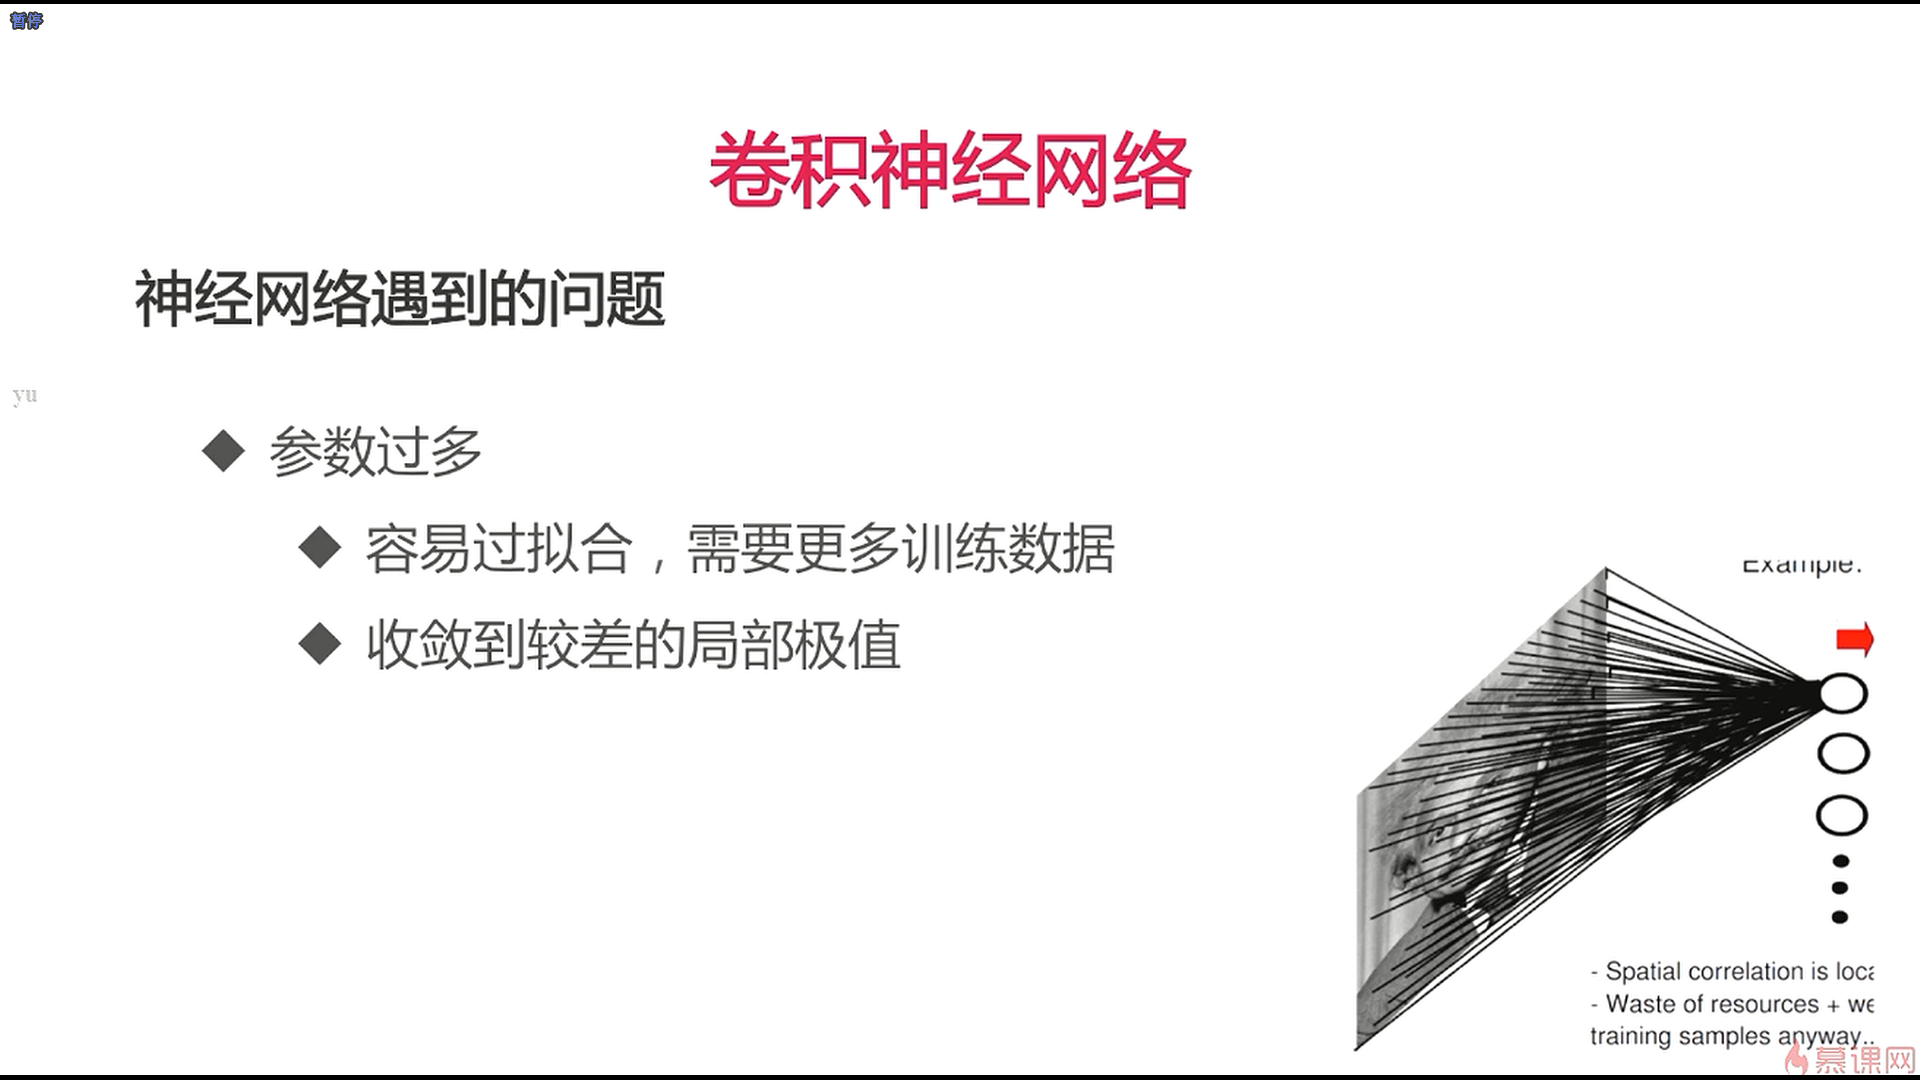 暂停
卷积神经网络
神经网络遇到的问题
yu
参数过多
容易过拟合，需要更多训练数据
收敛到较差的局部极值
Example:
- Spatial correlation is loca
- Waste of resources + we
training samples anyway..
慕课网